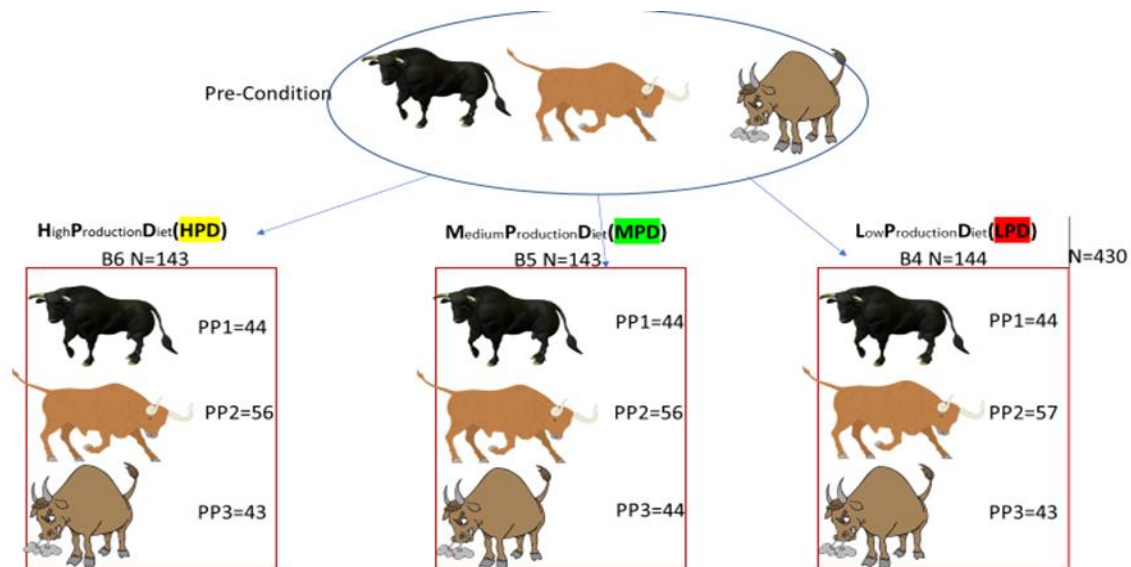 Pre-Condition
HighProductionDiet(HPD)
B6 N=143
PP1=44
PP2=56
PP3=43
MediumProductionDiet(MPD)
B5 N=143
PP1=44
PP2=56
PP3=44
LowProductionDiet(LPD)
B4 N=144
PP1=44
PP2=57
PP3=43
N=430